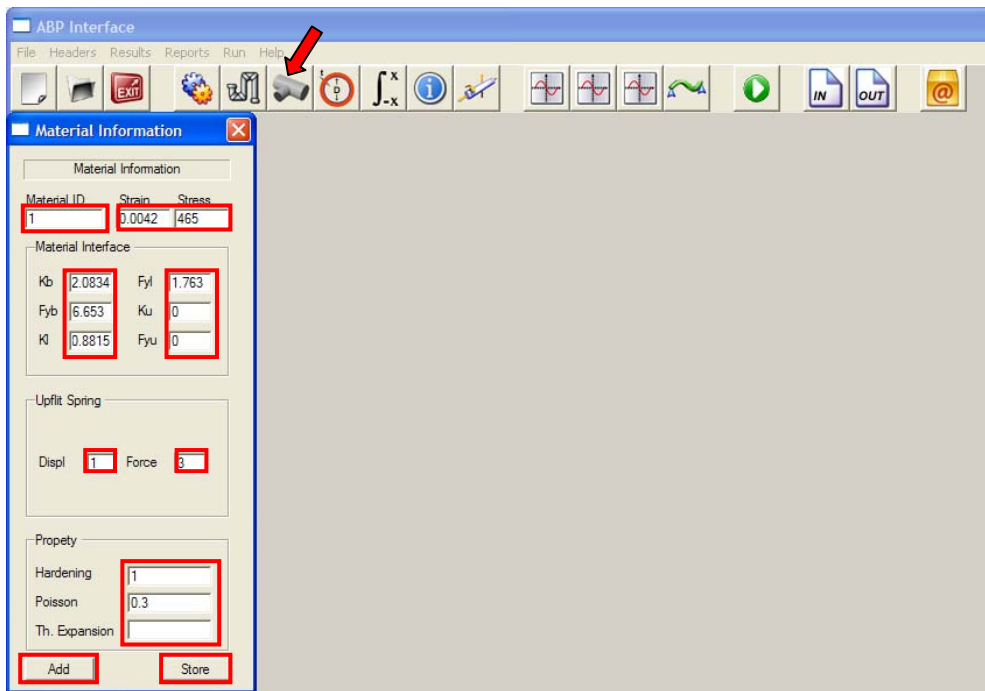 ABP Interface
File Headers Results Reports Run Help
EXIT IN OUT @
Material Information
Material Information
Material ID Strain Stress
1 0.0042 465
Material Interface
Kb 2.0834 Fyl 1.763
Fyb 6.653 Ku 0
Kl 0.8815 Fyu 0
Upflit Spring
Displ 1 Force 3
Propety
Hardening 1
Poisson 0.3
Th. Expansion
Add Store